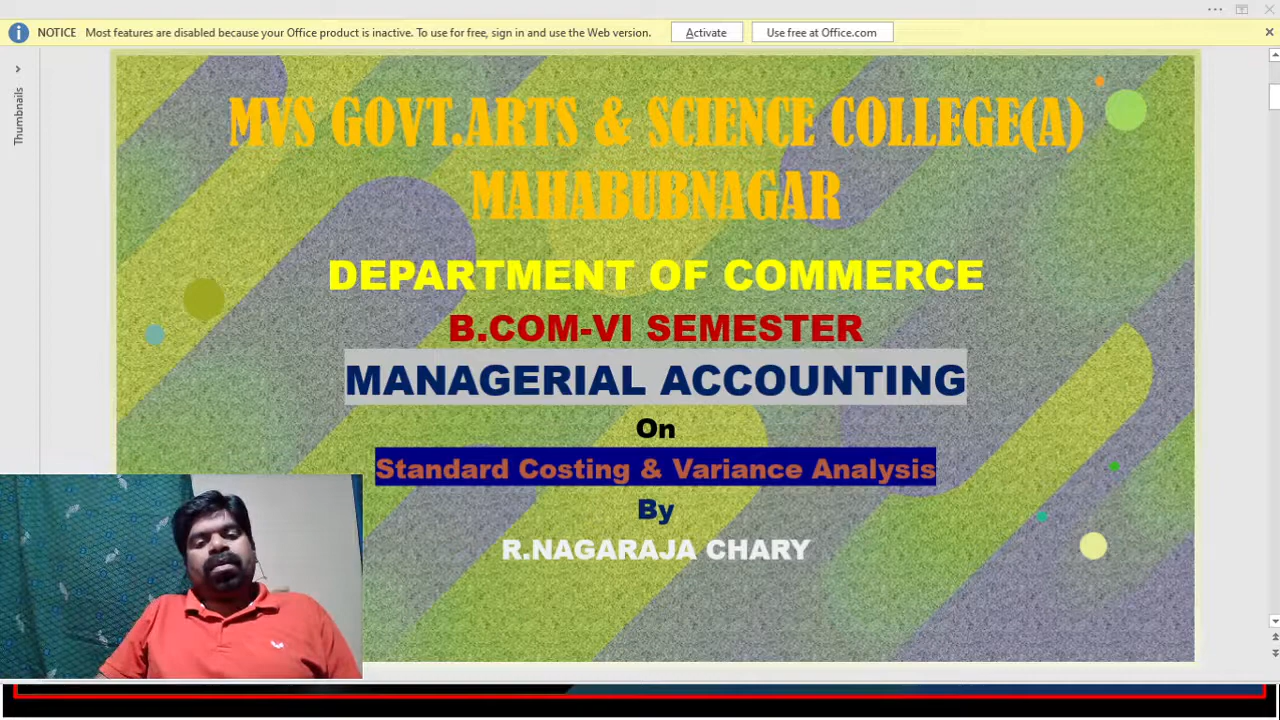 NOTICE Most features are disabled because your Office product is inactive. To use for free, sign in and use the Web version. Activate Use free at Office.com
Thumbnails
MVS GOVT.ARTS & SCIENCE COLLEGE(A)
MAHABUBNAGAR
DEPARTMENT OF COMMERCE
B.COM-VI SEMESTER
MANAGERIAL ACCOUNTING
On
Standard Costing & Variance Analysis
By
R.NAGARAJA CHARY